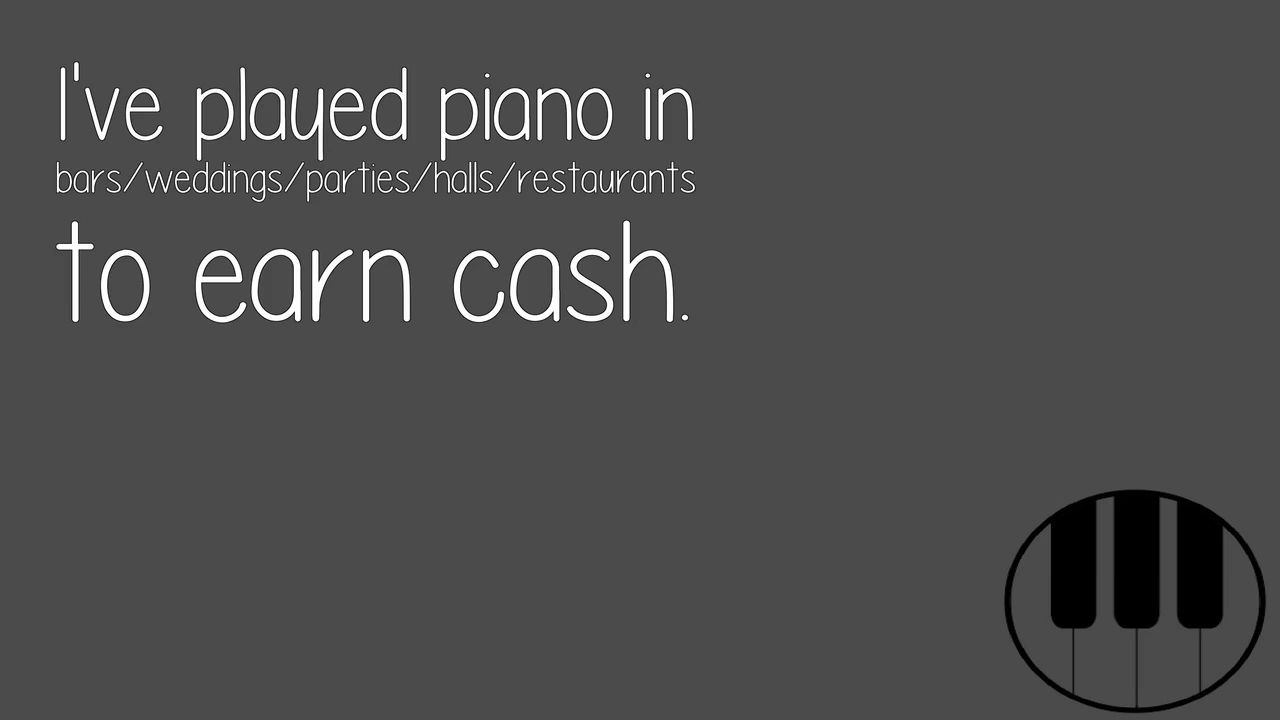 I've played piano in
bars/weddings/parties/halls/restaurants
to earn cash.